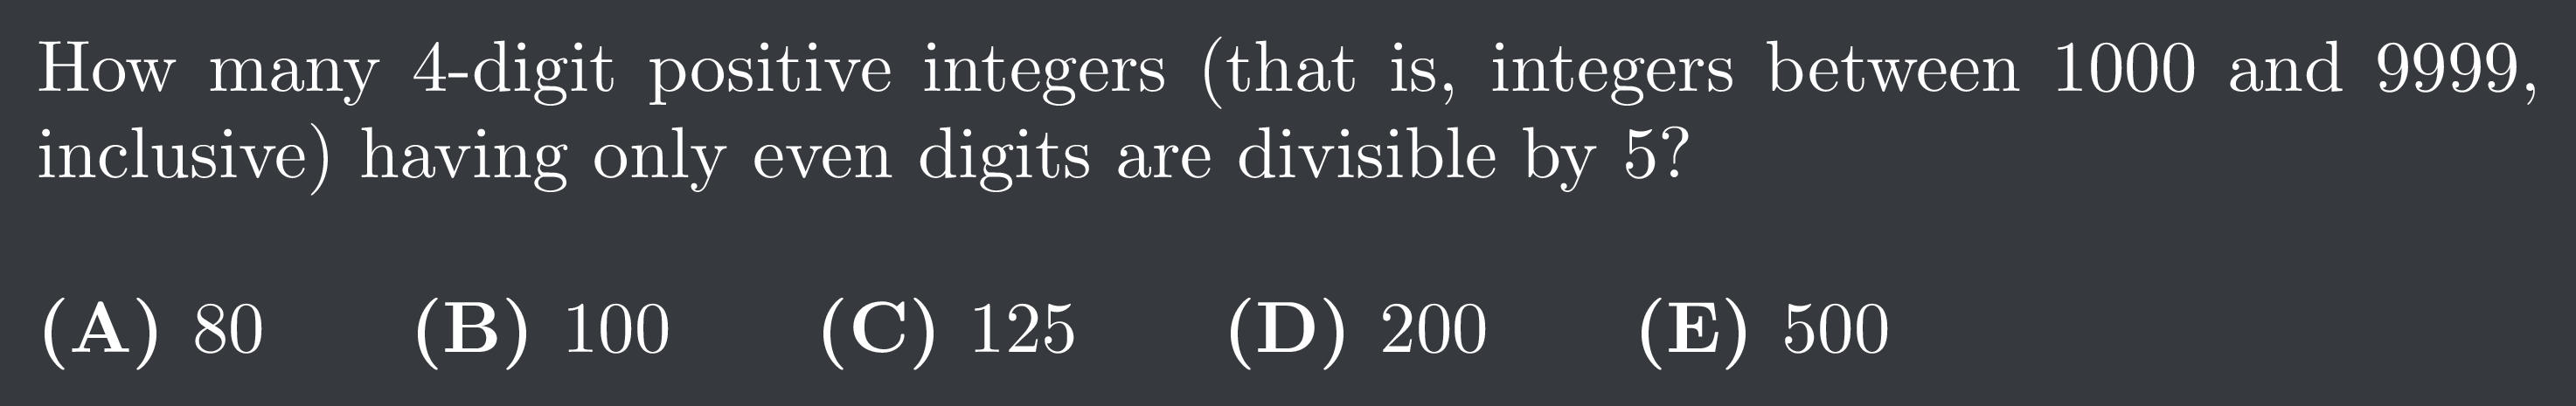 How many 4-digit positive integers (that is, integers between 1000 and 9999,
inclusive) having only even digits are divisible by 5?
(A) 80 (B) 100 (C) 125 (D) 200 (E) 500